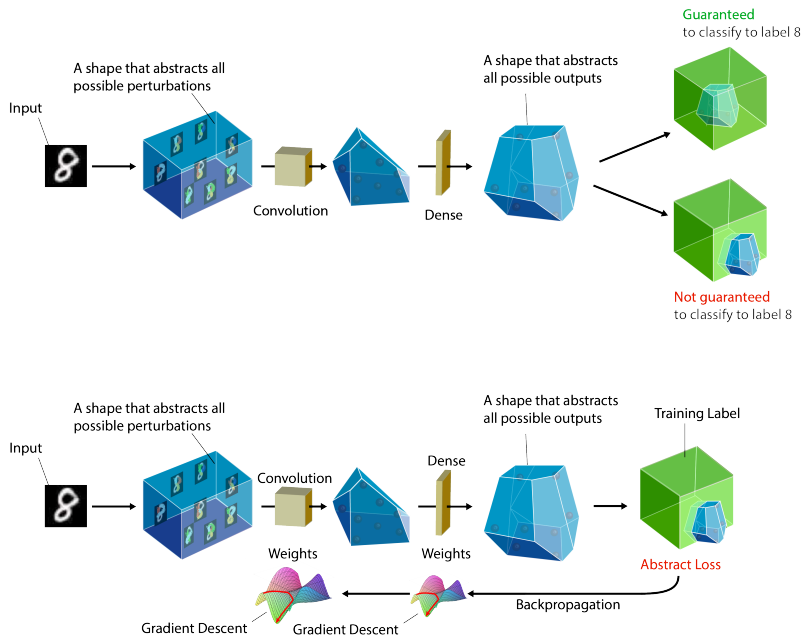 Guaranteed
to classify to label 8
A shape that abstracts
all possible outputs
A shape that abstracts all
possible perturbations
Input
Convolution
Dense
Not guaranteed
to classify to label 8
A shape that abstracts
all possible outputs
A shape that abstracts all
possible perturbations
Training Label
Input
Convolution
Dense
Weights
Weights
Abstract Loss
Backpropagation
Gradient Descent
Gradient Descent